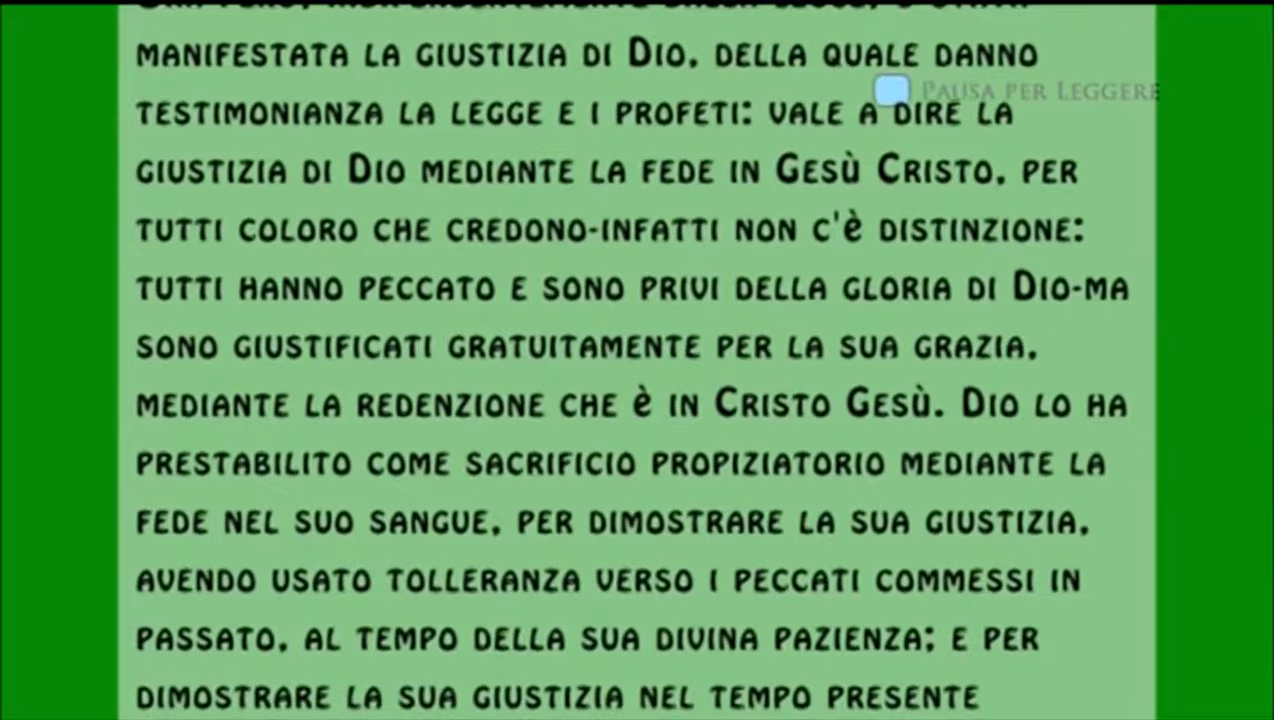 manifestata la giustizia di Dio, della quale danno
Pausa per Leggere
testimonianza la legge e i profeti: vale a dire la
giustizia di Dio mediante la fede in Gesù Cristo, per
tutti coloro che credono-infatti non c'è distinzione:
tutti hanno peccato e sono privi della gloria di Dio-ma
sono giustificati gratuitamente per la sua grazia,
mediante la redenzione che è in Cristo Gesù. Dio lo ha
prestabilito come sacrificio propiziatorio mediante la
fede nel suo sangue, per dimostrare la sua giustizia,
avendo usato tolleranza verso i peccati commessi in
passato, al tempo della sua divina pazienza; e per
dimostrare la sua giustizia nel tempo presente